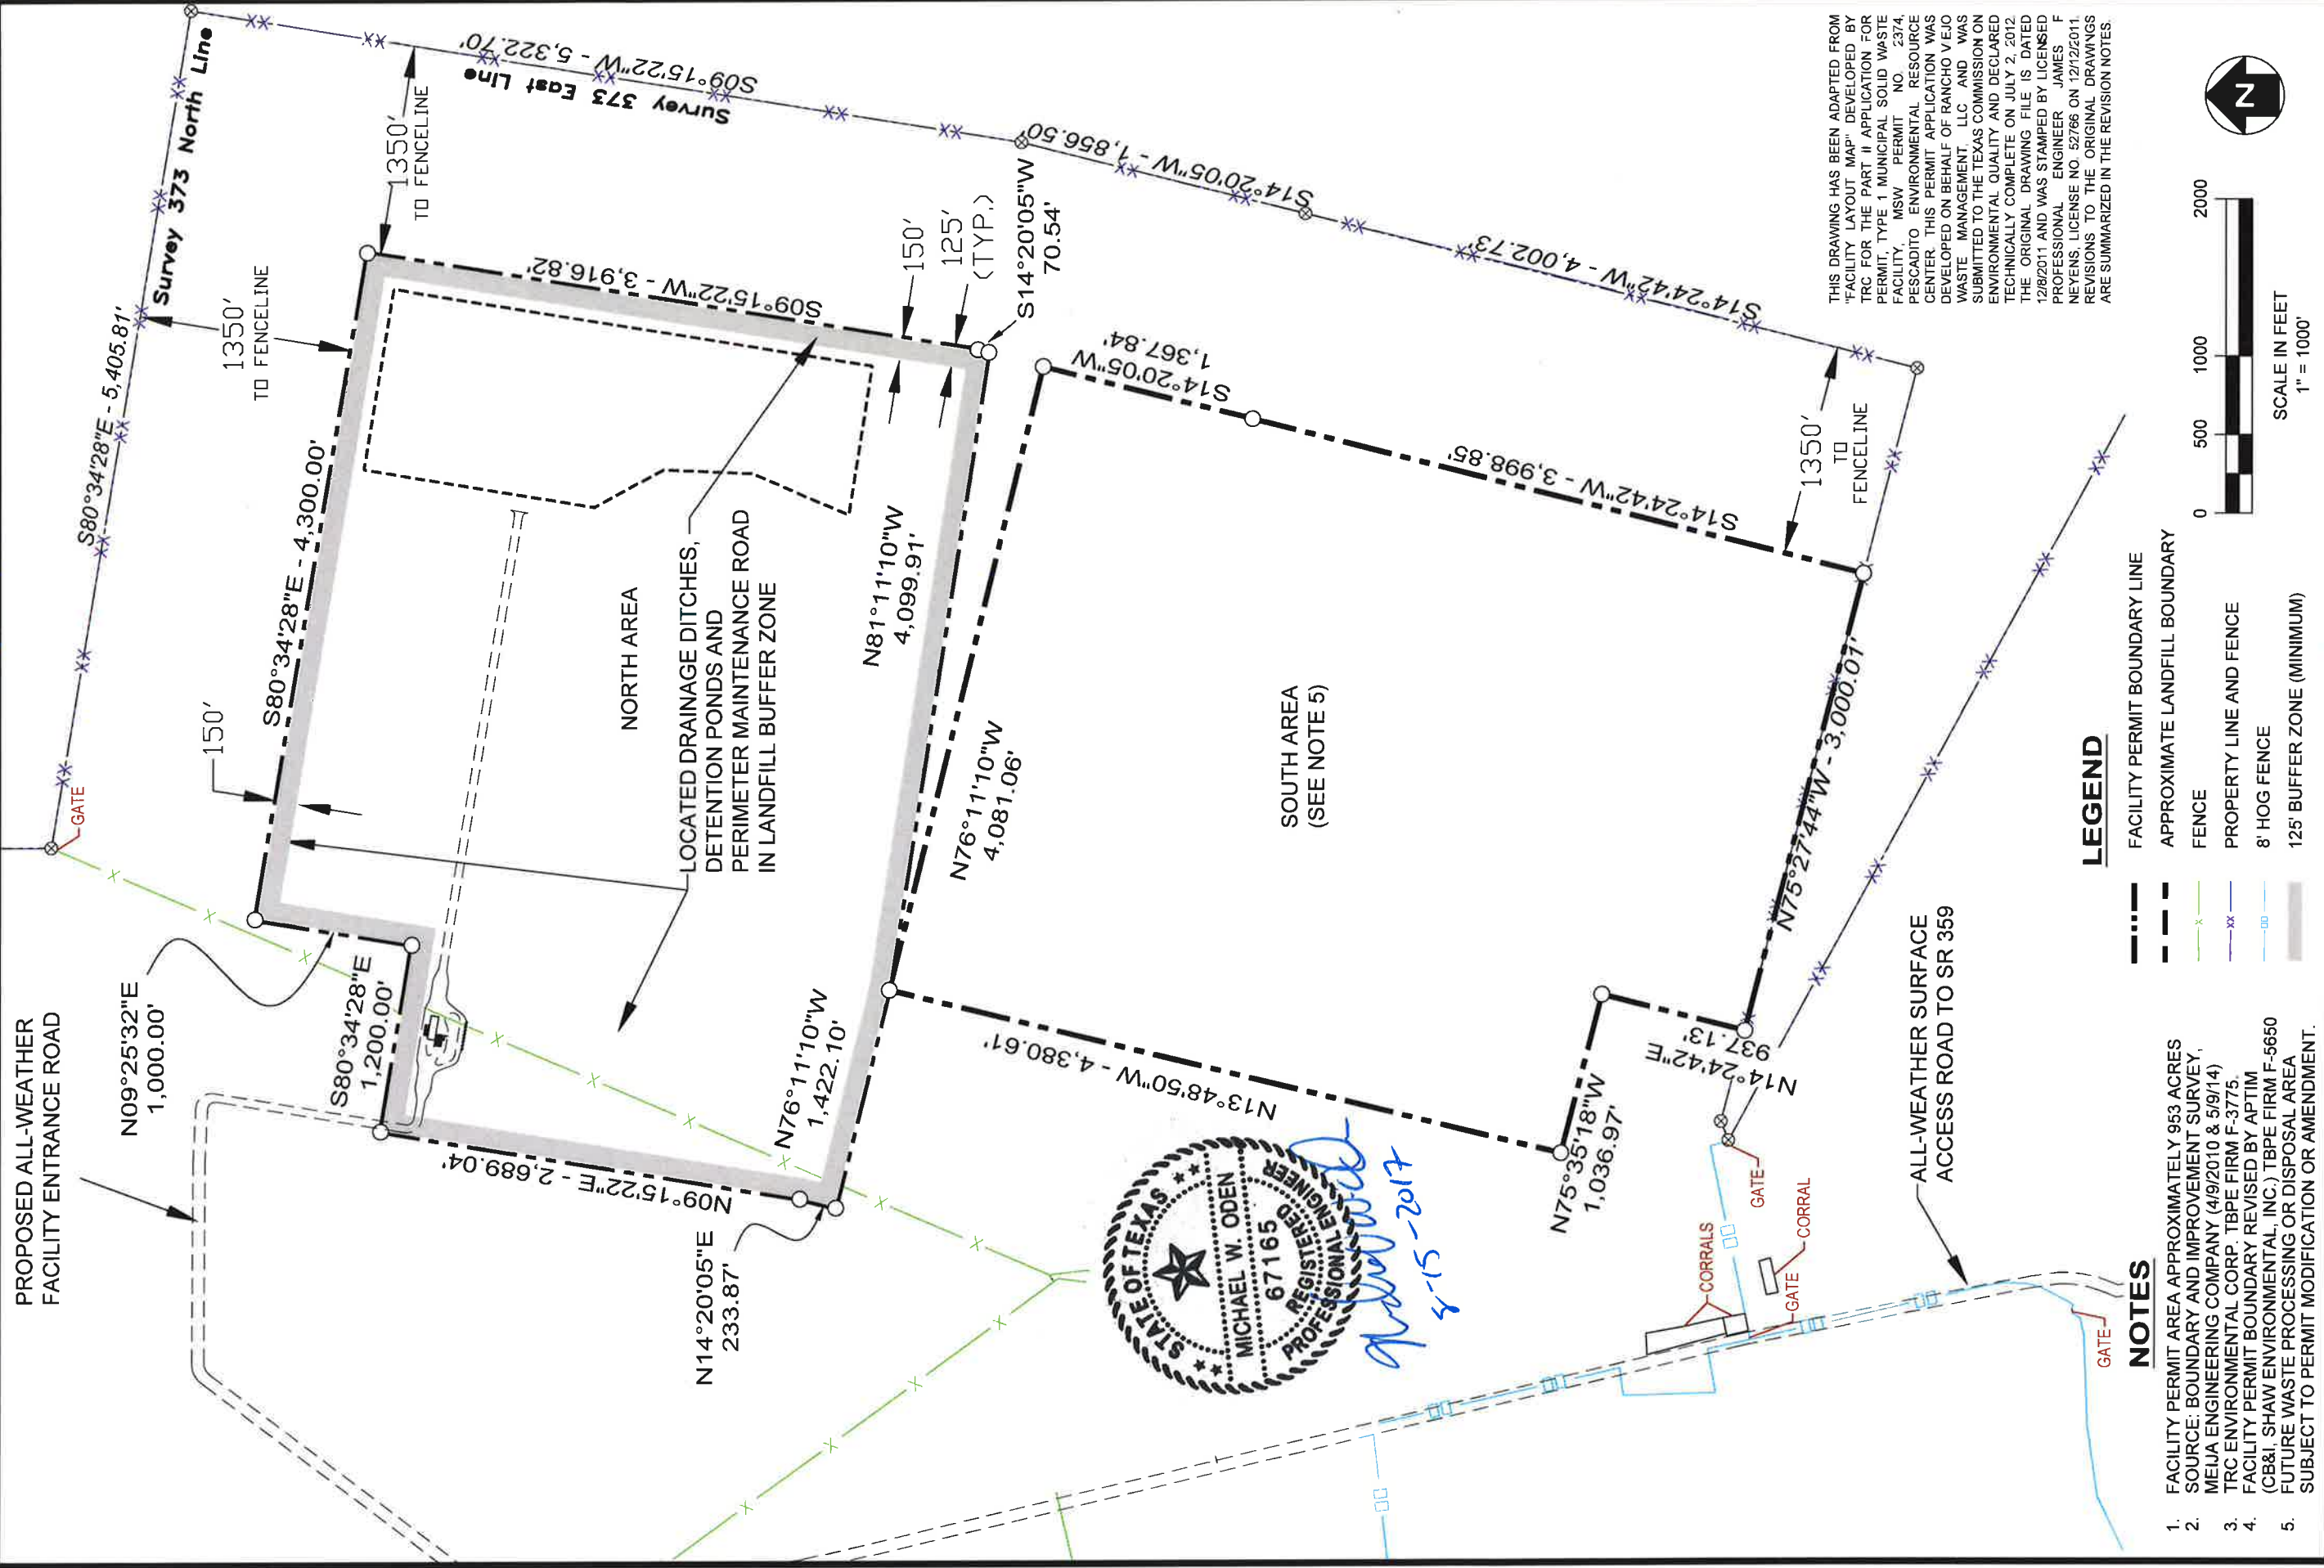 PROPOSED ALL-WEATHER
FACILITY ENTRANCE ROAD
N09°25'32"E
1,000.00'
S80°34'28"E
1,200.00'
GATE
S80°34'28"E - 5,405.81'
Survey 373 North Line
S09°15'22"W - 5,322.70'
Survey 373 East Line
1350'
TO FENCELINE
1350'
TO FENCELINE
150'
S80°34'28"E - 4,300.00'
S09°15'22"W - 3,916.82'
150'
125'
(TYP.)
S14°20'05"W
70.54'
S14°20'05"W - 1,856.50'
NORTH AREA
LOCATED DRAINAGE DITCHES,
DETENTION PONDS AND
PERIMETER MAINTENANCE ROAD
IN LANDFILL BUFFER ZONE
N81°11'10"W
4,099.91'
N76°11'10"W
1,422.10'
N09°15'22"E - 2,689.04'
N14°20'05"E
233.87'
N76°11'10"W
4,081.06'
S14°20'05"W
1,367.84'
S14°24'42"W - 4,002.73'
S14°24'42"W - 3,998.85'
1350'
TO
FENCELINE
SOUTH AREA
(SEE NOTE 5)
N13°48'50"W - 4,380.61'
N75°35'18"W
1,036.97'
N14°24'42"E
937.13'
N75°27'44"W - 3,000.01'
STATE OF TEXAS
MICHAEL W. ODEN
67165
REGISTERED
PROFESSIONAL ENGINEER
8-15-2017
GATE
CORRALS
CORRAL
GATE
GATE
ALL-WEATHER SURFACE
ACCESS ROAD TO SR 359
NOTES
1. FACILITY PERMIT AREA APPROXIMATELY 953 ACRES
2. SOURCE: BOUNDARY AND IMPROVEMENT SURVEY,
MEIJA ENGINEERING COMPANY (4/9/2010 & 5/9/14)
3. TRC ENVIRONMENTAL CORP. TBPE FIRM F-3775.
4. FACILITY PERMIT BOUNDARY REVISED BY APTIM
(CB&I, SHAW ENVIRONMENTAL, INC.) TBPE FIRM F-5650
5. FUTURE WASTE PROCESSING OR DISPOSAL AREA
SUBJECT TO PERMIT MODIFICATION OR AMENDMENT.
LEGEND
FACILITY PERMIT BOUNDARY LINE
APPROXIMATE LANDFILL BOUNDARY
FENCE
PROPERTY LINE AND FENCE
8' HOG FENCE
125' BUFFER ZONE (MINIMUM)
0 500 1000 2000
SCALE IN FEET
1" = 1000'
N
THIS DRAWING HAS BEEN ADAPTED FROM
"FACILITY LAYOUT MAP" DEVELOPED BY
TRC FOR THE PART II APPLICATION FOR
PERMIT, TYPE 1 MUNICIPAL SOLID WASTE
FACILITY, MSW PERMIT NO. 2374,
PESCADITO ENVIRONMENTAL RESOURCE
CENTER. THIS PERMIT APPLICATION WAS
DEVELOPED ON BEHALF OF RANCHO VIEJO
WASTE MANAGEMENT, LLC AND WAS
SUBMITTED TO THE TEXAS COMMISSION ON
ENVIRONMENTAL QUALITY AND DECLARED
TECHNICALLY COMPLETE ON JULY 2, 2012.
THE ORIGINAL DRAWING FILE IS DATED
12/8/2011 AND WAS STAMPED BY LICENSED
PROFESSIONAL ENGINEER JAMES F
NEYENS, LICENSE NO. 52766 ON 12/12/2011.
REVISIONS TO THE ORIGINAL DRAWINGS
ARE SUMMARIZED IN THE REVISION NOTES.